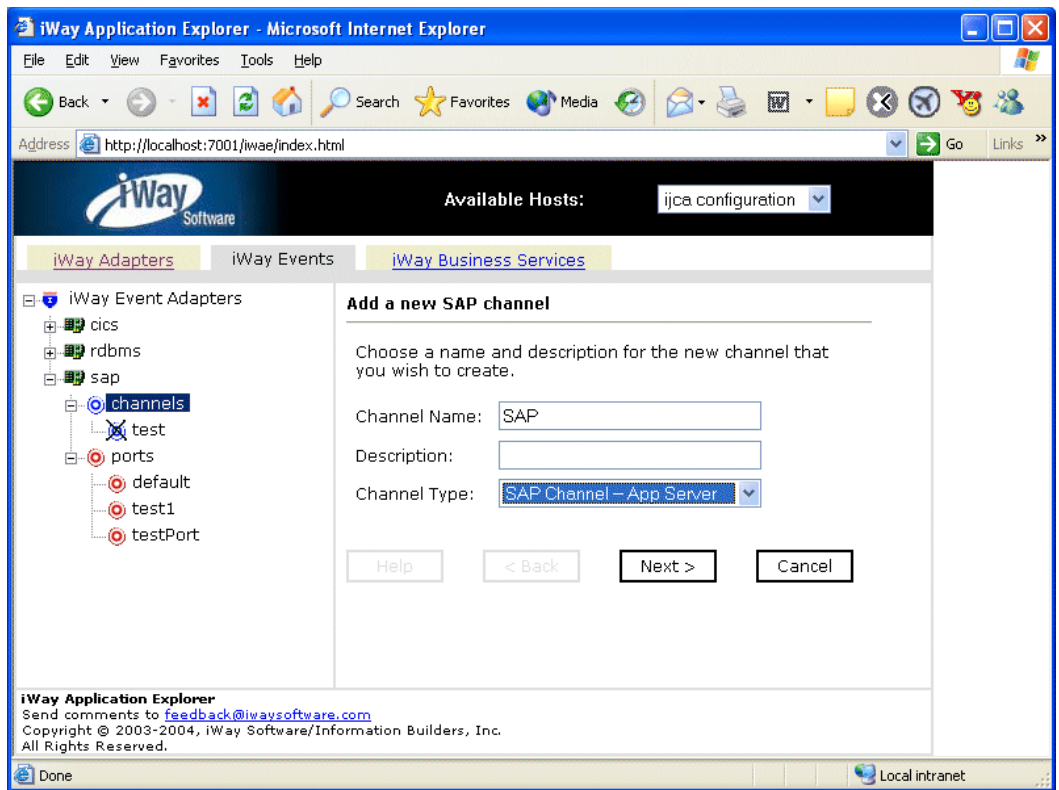 iWay Application Explorer - Microsoft Internet Explorer
File Edit View Favorites Tools Help
Back Search Favorites Media
Address http://localhost:7001/iwae/index.html Go Links »
iWay Software
Available Hosts: ijca configuration
iWay Adapters iWay Events iWay Business Services
iWay Event Adapters
cics
rdbms
sap
channels
test
ports
default
test1
testPort
Add a new SAP channel
Choose a name and description for the new channel that
you wish to create.
Channel Name: SAP
Description:
Channel Type: SAP Channel – App Server
Help < Back Next > Cancel
iWay Application Explorer
Send comments to feedback@iwaysoftware.com
Copyright © 2003-2004, iWay Software/Information Builders, Inc.
All Rights Reserved.
Done Local intranet